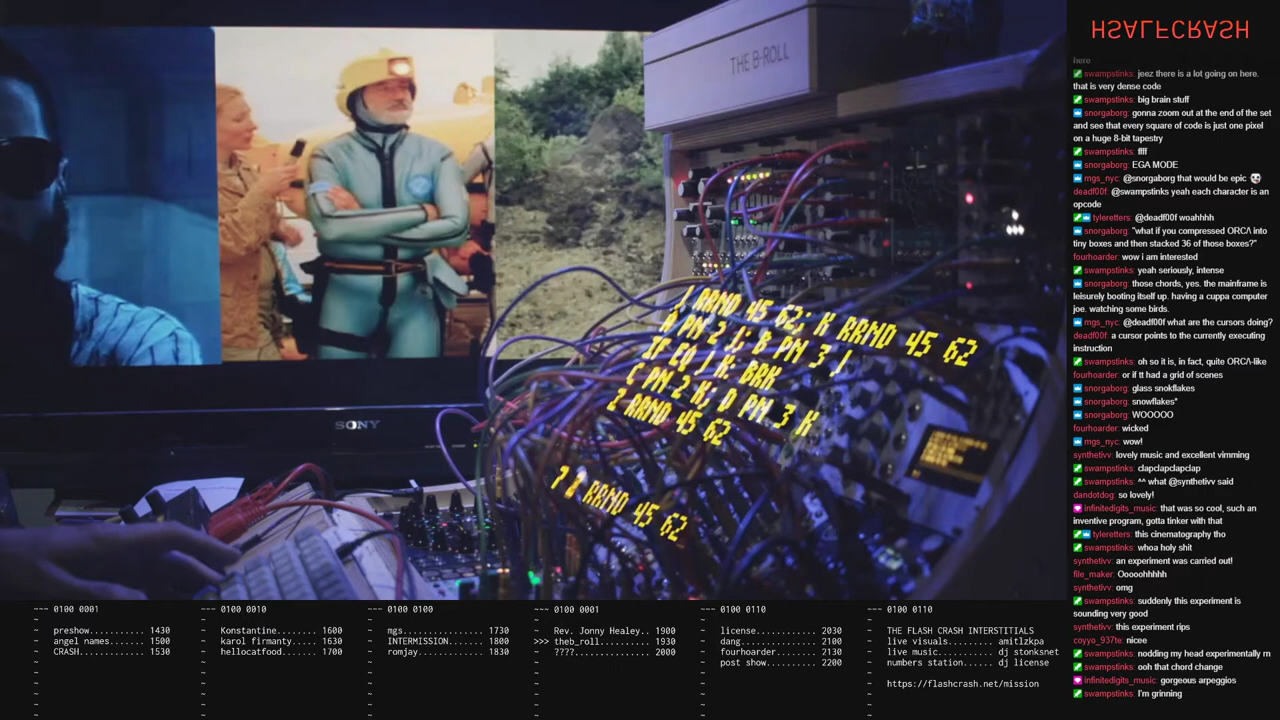 THE B-ROLL
SONY
J RRND 45 62; K RRND 45 62
A PM 2 J; B PM 3 J
IF EQ J K: BRK
C PM 2 K; D PM 3 K
Z RRND 45 62
RRND 45 62
HSALFCRASH
here
swampstinks: jeez there is a lot going on here.
that is very dense code
swampstinks: big brain stuff
snorgaborg: gonna zoom out at the end of the set
and see that every square of code is just one pixel
on a huge 8-bit tapestry
swampstinks: ffff
snorgaborg: EGA MODE
mgs_nyc: @snorgaborg that would be epic
deadf00f: @swampstinks yeah each character is an
opcode
tyleretters: @deadf00f woahhhh
snorgaborg: "what if you compressed ORCΛ into
tiny boxes and then stacked 36 of those boxes?"
fourhoarder: wow i am interested
swampstinks: yeah seriously, intense
snorgaborg: those chords, yes. the mainframe is
leisurely booting itself up. having a cuppa computer
joe. watching some birds.
mgs_nyc: @deadf00f what are the cursors doing?
deadf00f: a cursor points to the currently executing
instruction
swampstinks: oh so it is, in fact, quite ORCΛ-like
fourhoarder: or if tt had a grid of scenes
snorgaborg: glass snokflakes
snorgaborg: snowflakes*
snorgaborg: WOOOOO
fourhoarder: wicked
mgs_nyc: wow!
synthetivv: lovely music and excellent vimming
swampstinks: clapclapclapclap
swampstinks: ^^ what @synthetivv said
dandotdog: so lovely!
infinitedigits_music: that was so cool, such an
inventive program, gotta tinker with that
tyleretters: this cinematography tho
swampstinks: whoa holy shit
synthetivv: an experiment was carried out!
file_maker: Ooooohhhhh
synthetivv: omg
swampstinks: suddenly this experiment is
sounding very good
synthetivv: this experiment rips
coyyo_937te: nicee
swampstinks: nodding my head experimentally rn
swampstinks: ooh that chord change
infinitedigits_music: gorgeous arpeggios
swampstinks: I'm grinning
~~~ 0100 0001
preshow........... 1430
angel names....... 1500
CRASH............. 1530
~~~ 0100 0010
Konstantine....... 1600
karol firmanty.... 1630
hellocatfood...... 1700
~~~ 0100 0100
mgs............... 1730
INTERMISSION...... 1800
romjay............ 1830
~~~ 0100 0001
Rev. Jonny Healey.. 1900
>>> theb_roll......... 1930
????.............. 2000
~~~ 0100 0110
license........... 2030
dang.............. 2100
fourhoarder....... 2130
post show......... 2200
~~~ 0100 0110
THE FLASH CRASH INTERSTITIALS
live visuals...... amitlzkpa
live music........ dj stonksnet
numbers station... dj license
https://flashcrash.net/mission